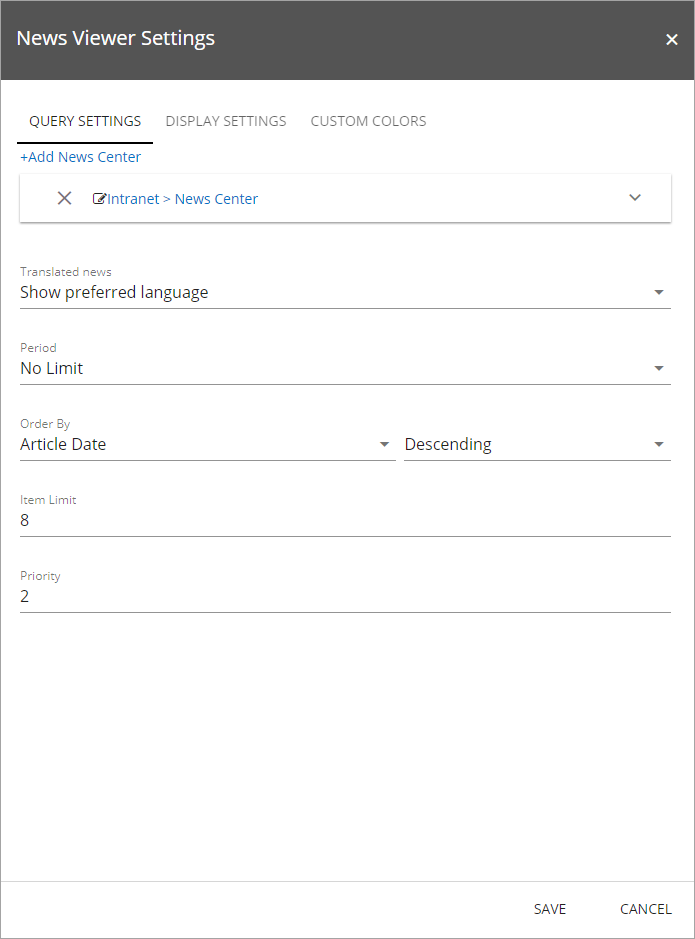 News Viewer Settings
QUERY SETTINGS DISPLAY SETTINGS CUSTOM COLORS
+Add News Center
Intranet > News Center
Translated news
Show preferred language
Period
No Limit
Order By
Article Date Descending
Item Limit
8
Priority
2
SAVE CANCEL